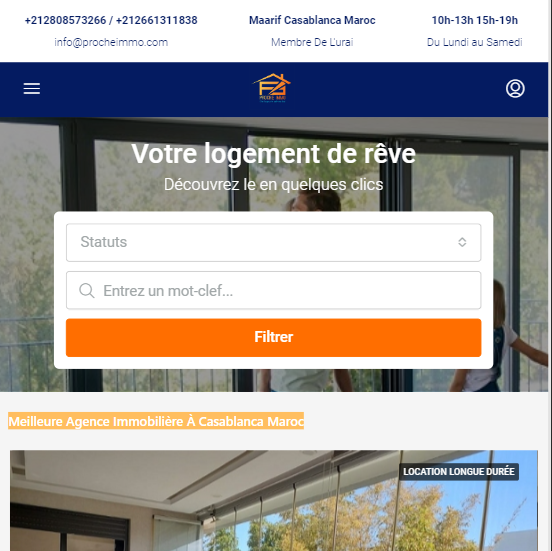 +212808573266 / +212661311838
info@procheimmo.com
Maarif Casablanca Maroc
Membre De L'urai
10h-13h 15h-19h
Du Lundi au Samedi
Votre logement de rêve
Découvrez le en quelques clics
Statuts
Entrez un mot-clef...
Filtrer
Meilleure Agence Immobilière À Casablanca Maroc
LOCATION LONGUE DURÉE